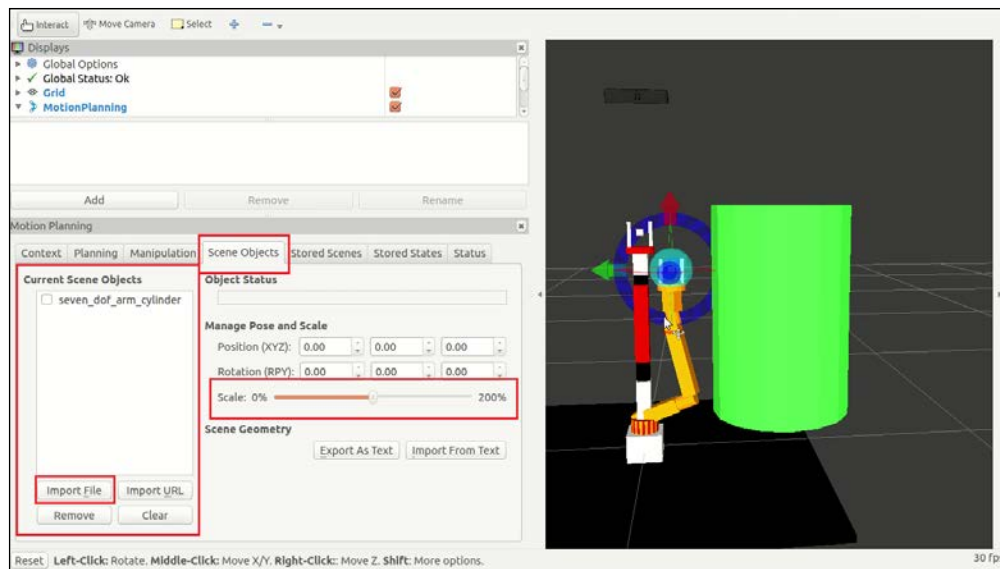 Interact Move Camera Select
Displays
Global Options
Global Status: Ok
Grid
MotionPlanning
Add Remove Rename
Motion Planning
Context Planning Manipulation Scene Objects Stored Scenes Stored States Status
Current Scene Objects
seven_dof_arm_cylinder
Import File Import URL
Remove Clear
Object Status
Manage Pose and Scale
Position (XYZ): 0.00 0.00 0.00
Rotation (RPY): 0.00 0.00 0.00
Scale: 0% 200%
Scene Geometry
Export As Text Import From Text
Reset Left-Click: Rotate. Middle-Click: Move X/Y. Right-Click:: Move Z. Shift: More options. 30 fps